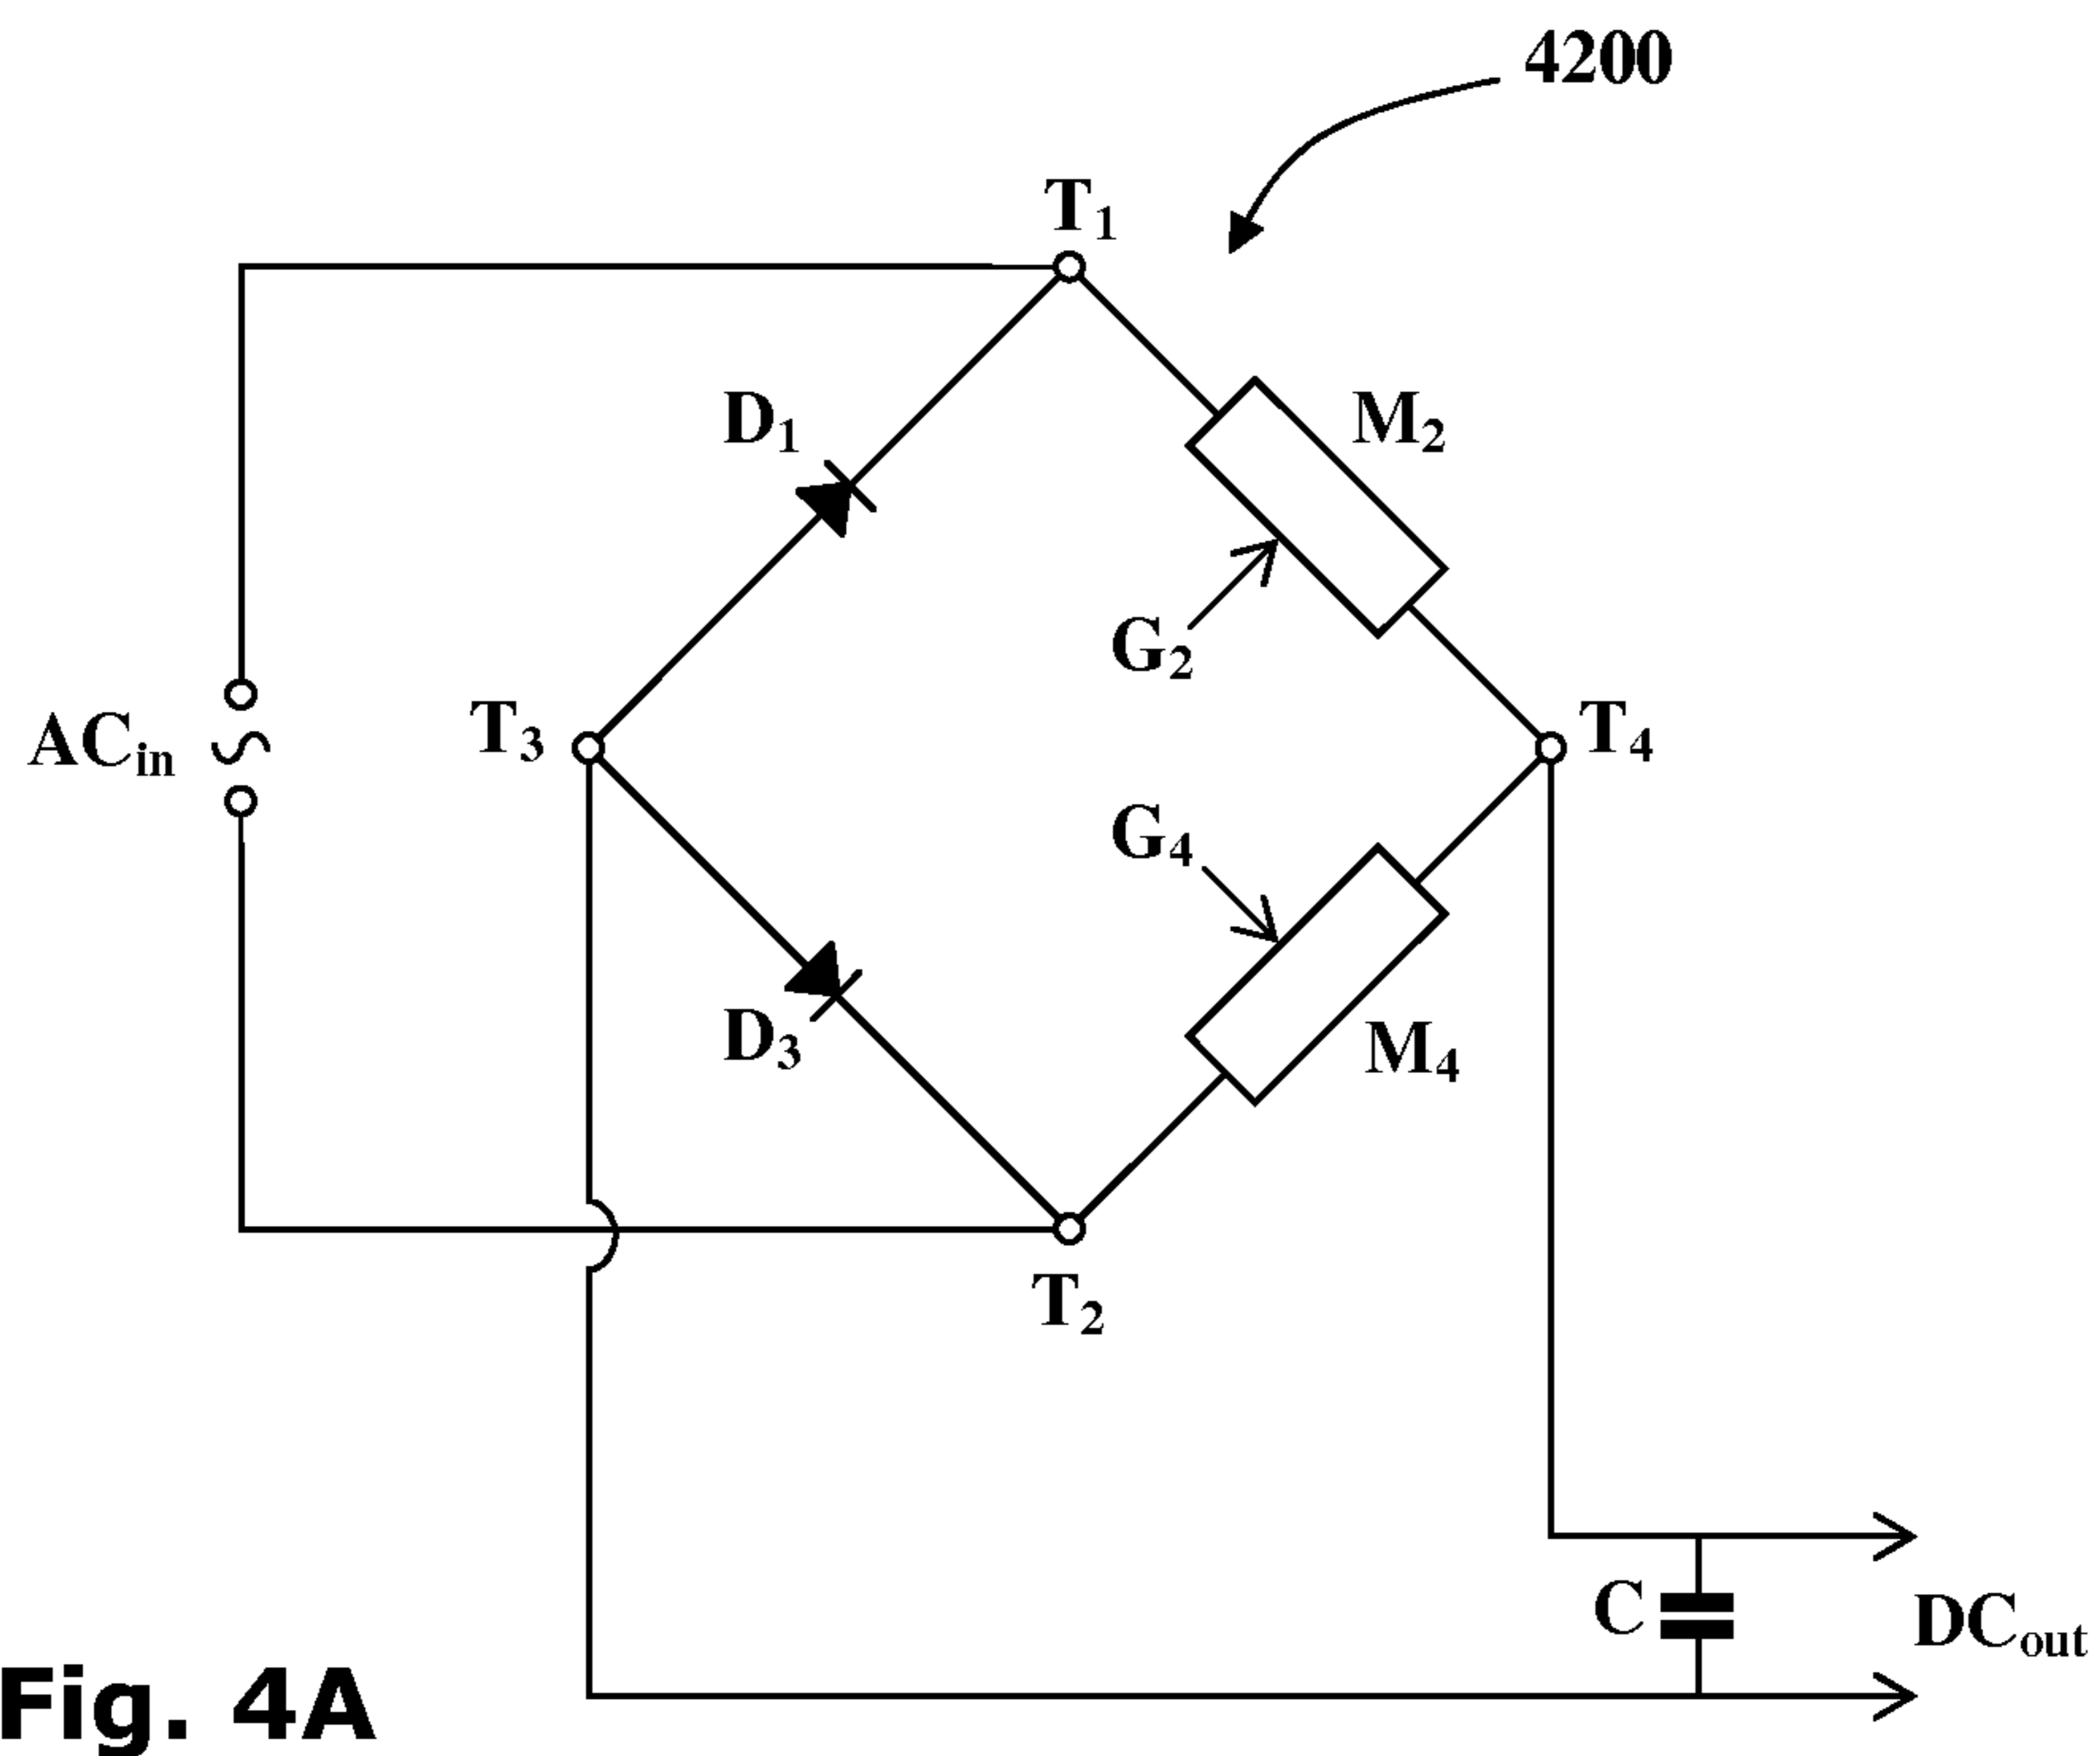 4200
T1
D1
M2
G2
ACin
T3
T4
G4
D3
M4
T2
C
DCout
Fig. 4A